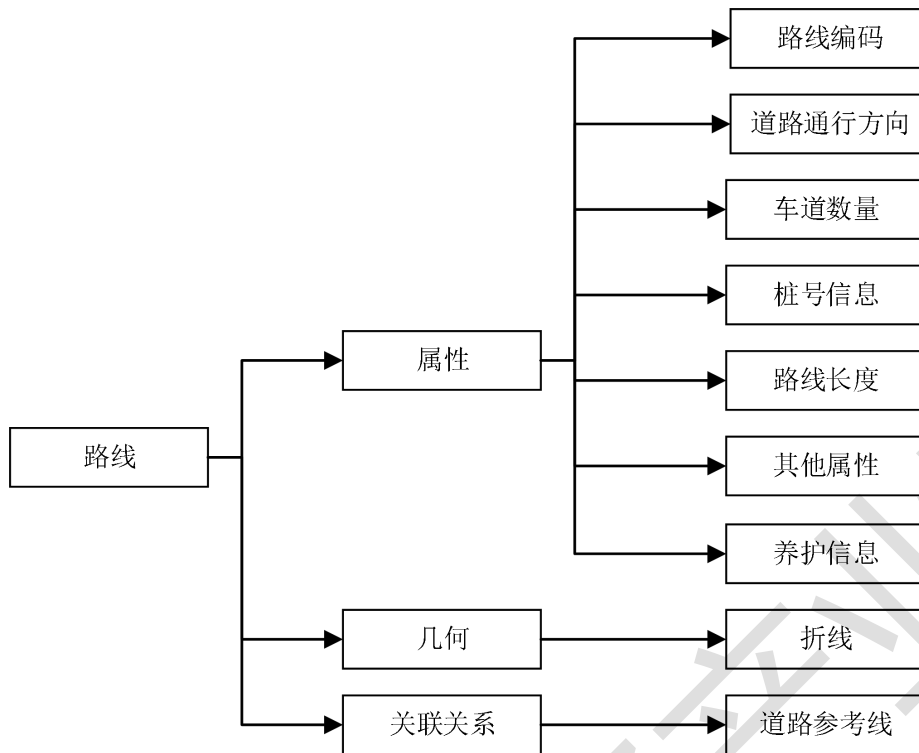 路线编码
道路通行方向
车道数量
桩号信息
属性
路线长度
路线
其他属性
养护信息
几何
折线
关联关系
道路参考线
产业